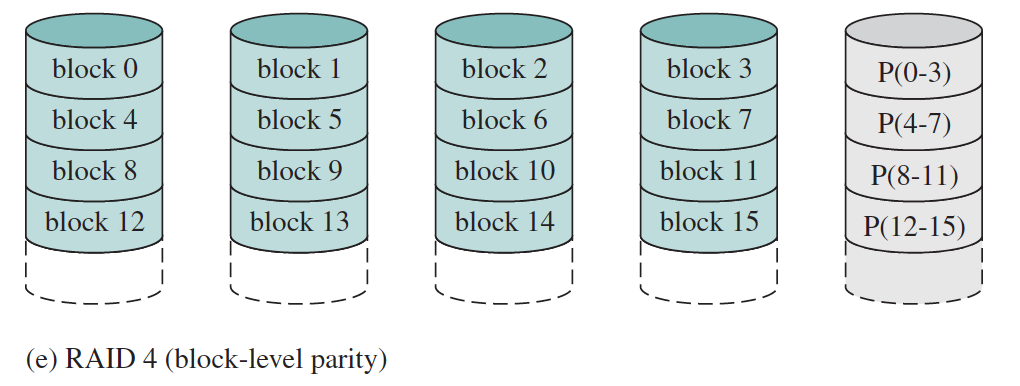 block 0 block 1 block 2 block 3 P(0-3)
block 4 block 5 block 6 block 7 P(4-7)
block 8 block 9 block 10 block 11 P(8-11)
block 12 block 13 block 14 block 15 P(12-15)
(e) RAID 4 (block-level parity)